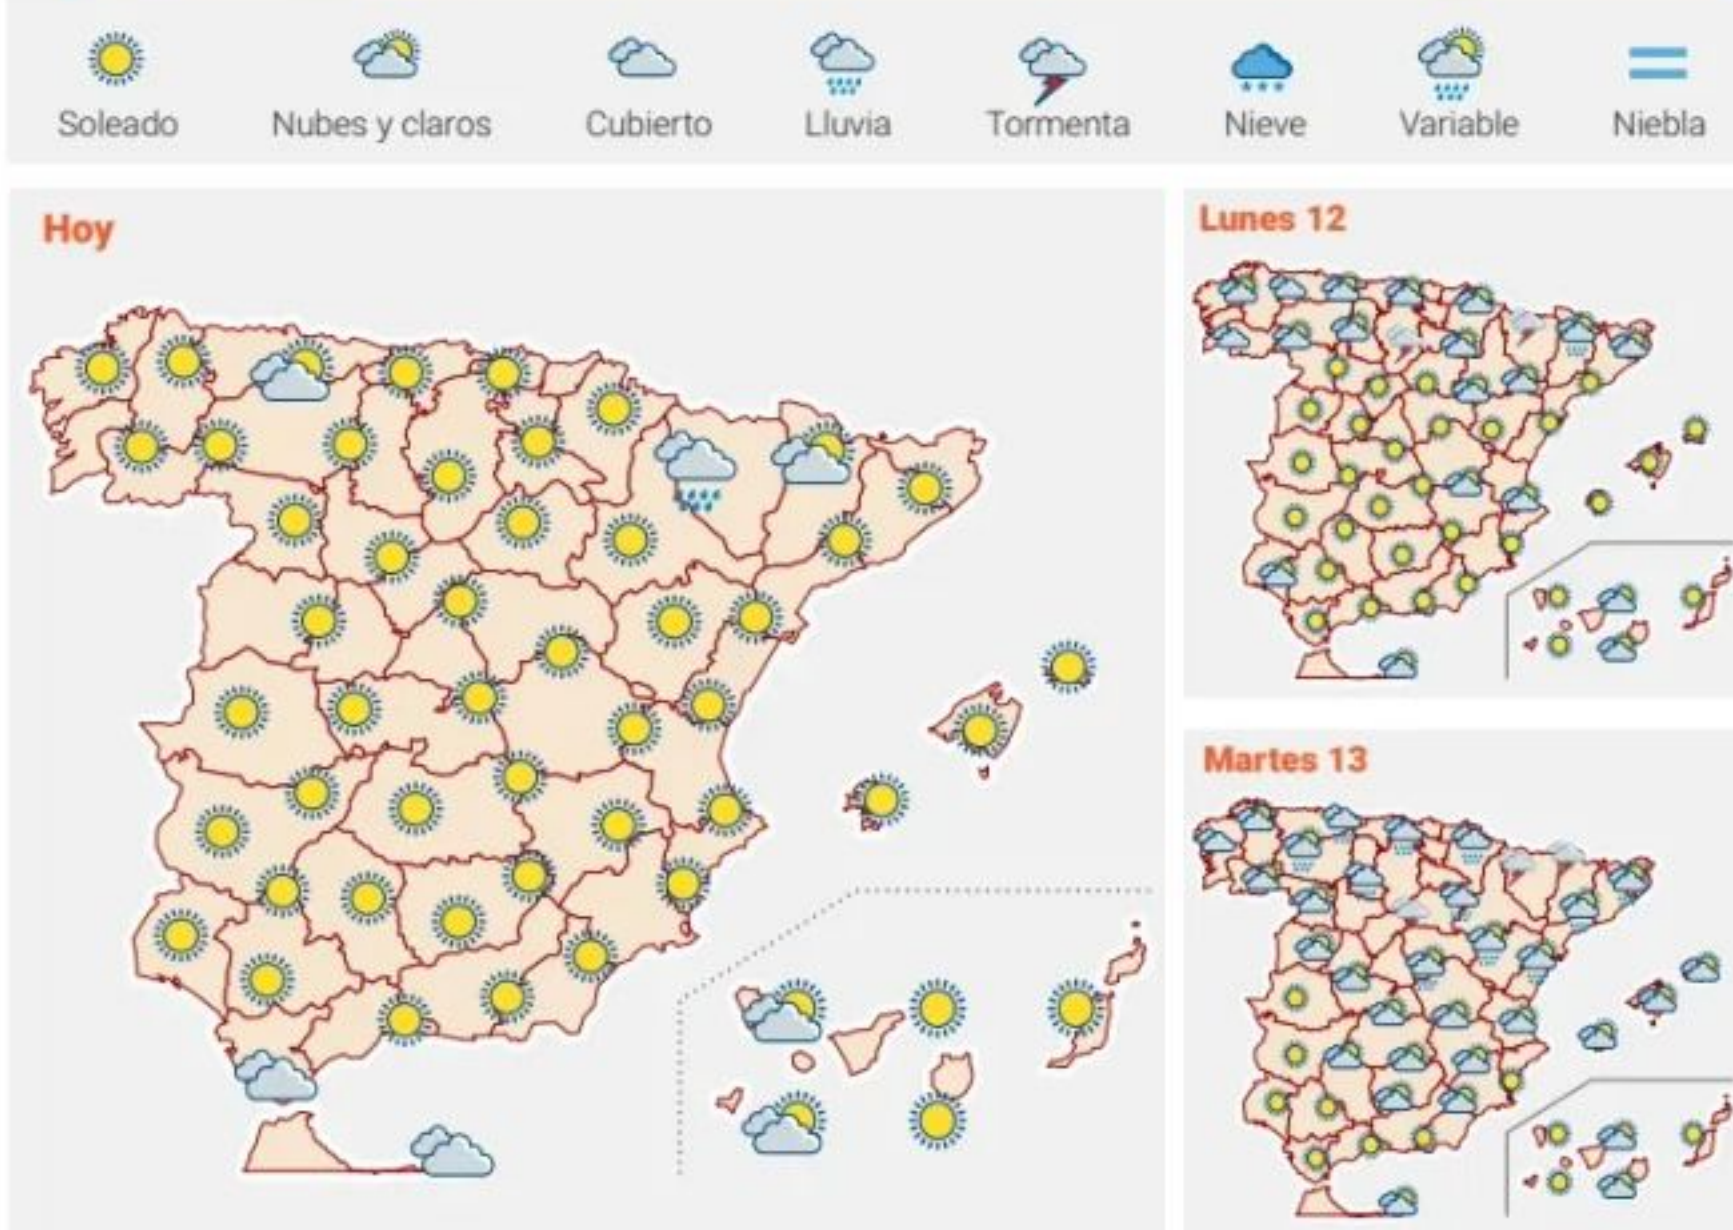 Soleado Nubes y claros Cubierto Lluvia Tormenta Nieve Variable Niebla
Hoy
Lunes 12
Martes 13